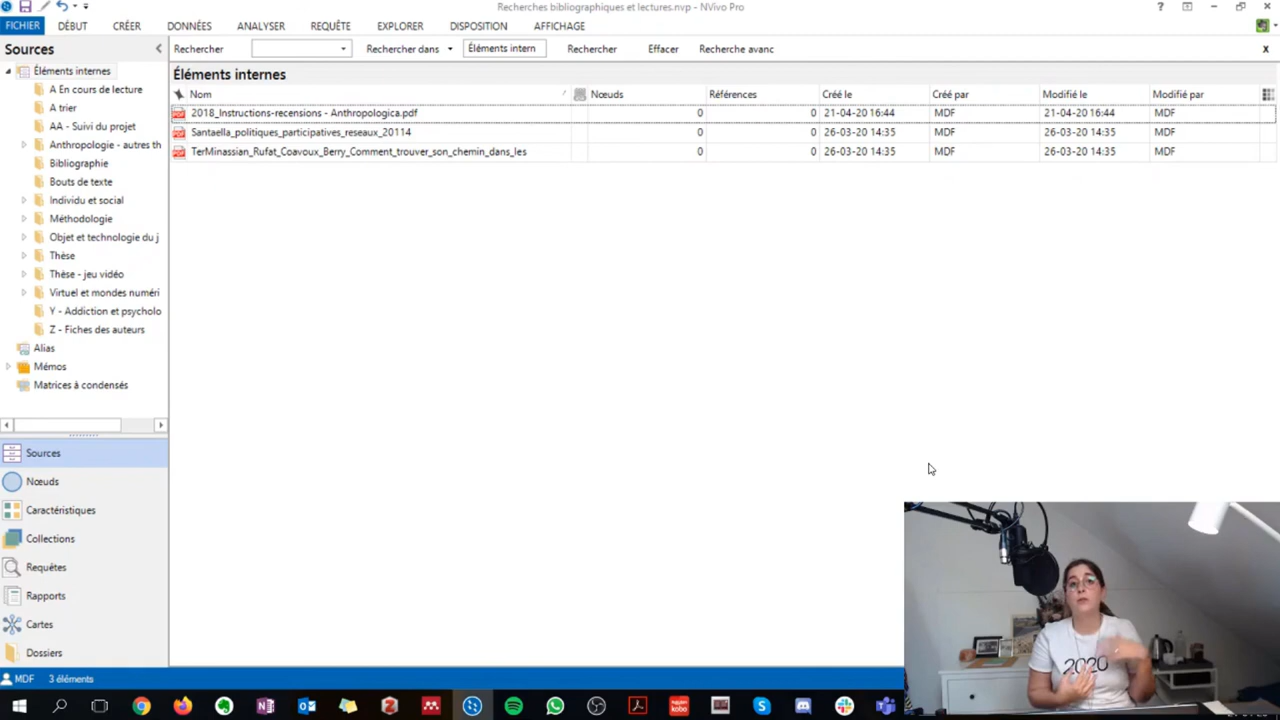 Recherches bibliographiques et lectures.nvp - NVivo Pro
FICHIER DÉBUT CRÉER DONNÉES ANALYSER REQUÊTE EXPLORER DISPOSITION AFFICHAGE
Sources
Rechercher Rechercher dans Éléments intern Rechercher Effacer Recherche avanc x
Éléments internes
A En cours de lecture
A trier
AA - Suivi du projet
Anthropologie - autres th
Bibliographie
Bouts de texte
Individu et social
Méthodologie
Objet et technologie du j
Thèse
Thèse - jeu vidéo
Virtuel et mondes numéri
Y - Addiction et psycholo
Z - Fiches des auteurs
Alias
Mémos
Matrices à condensés
Sources
Nœuds
Caractéristiques
Collections
Requêtes
Rapports
Cartes
Dossiers
Éléments internes
Nom Nœuds Références Créé le Créé par Modifié le Modifié par
2018_Instructions-recensions - Anthropologica.pdf 0 0 21-04-20 16:44 MDF 21-04-20 16:44 MDF
Santaella_politiques_participatives_reseaux_20114 0 0 26-03-20 14:35 MDF 26-03-20 14:35 MDF
TerMinassian_Rufat_Coavoux_Berry_Comment_trouver_son_chemin_dans_les 0 0 26-03-20 14:35 MDF 26-03-20 14:35 MDF
2020
MDF 3 éléments